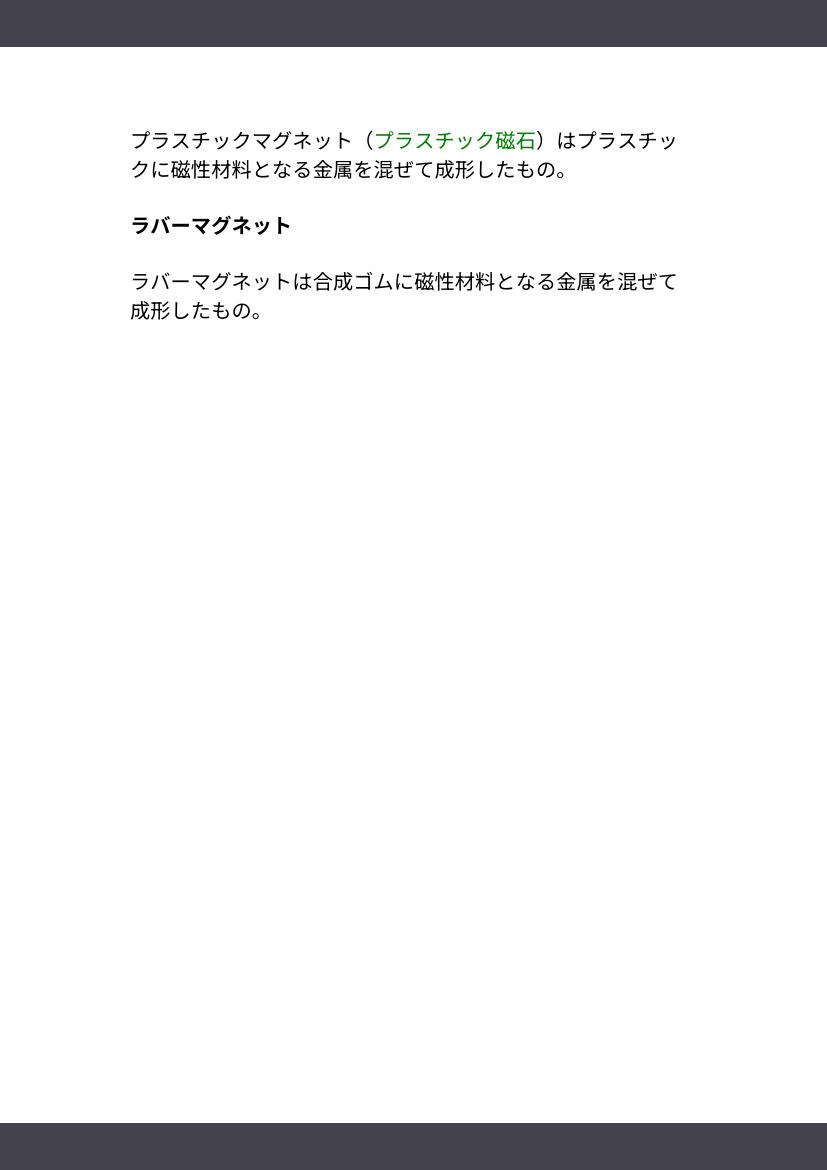 プラスチックマグネット（プラスチック磁石）はプラスチッ
クに磁性材料となる金属を混ぜて成形したもの。
ラバーマグネット
ラバーマグネットは合成ゴムに磁性材料となる金属を混ぜて
成形したもの。